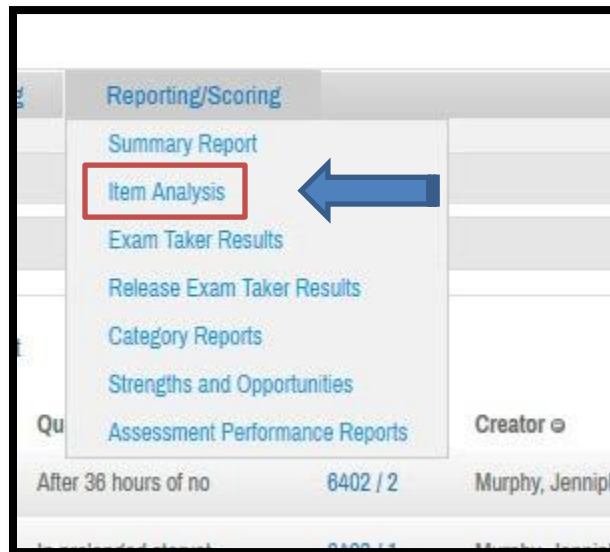 g Reporting/Scoring
Summary Report
Item Analysis
Exam Taker Results
Release Exam Taker Results
Category Reports
Strengths and Opportunities
Qu Assessment Performance Reports Creator
After 36 hours of no 6402 / 2 Murphy, Jennip